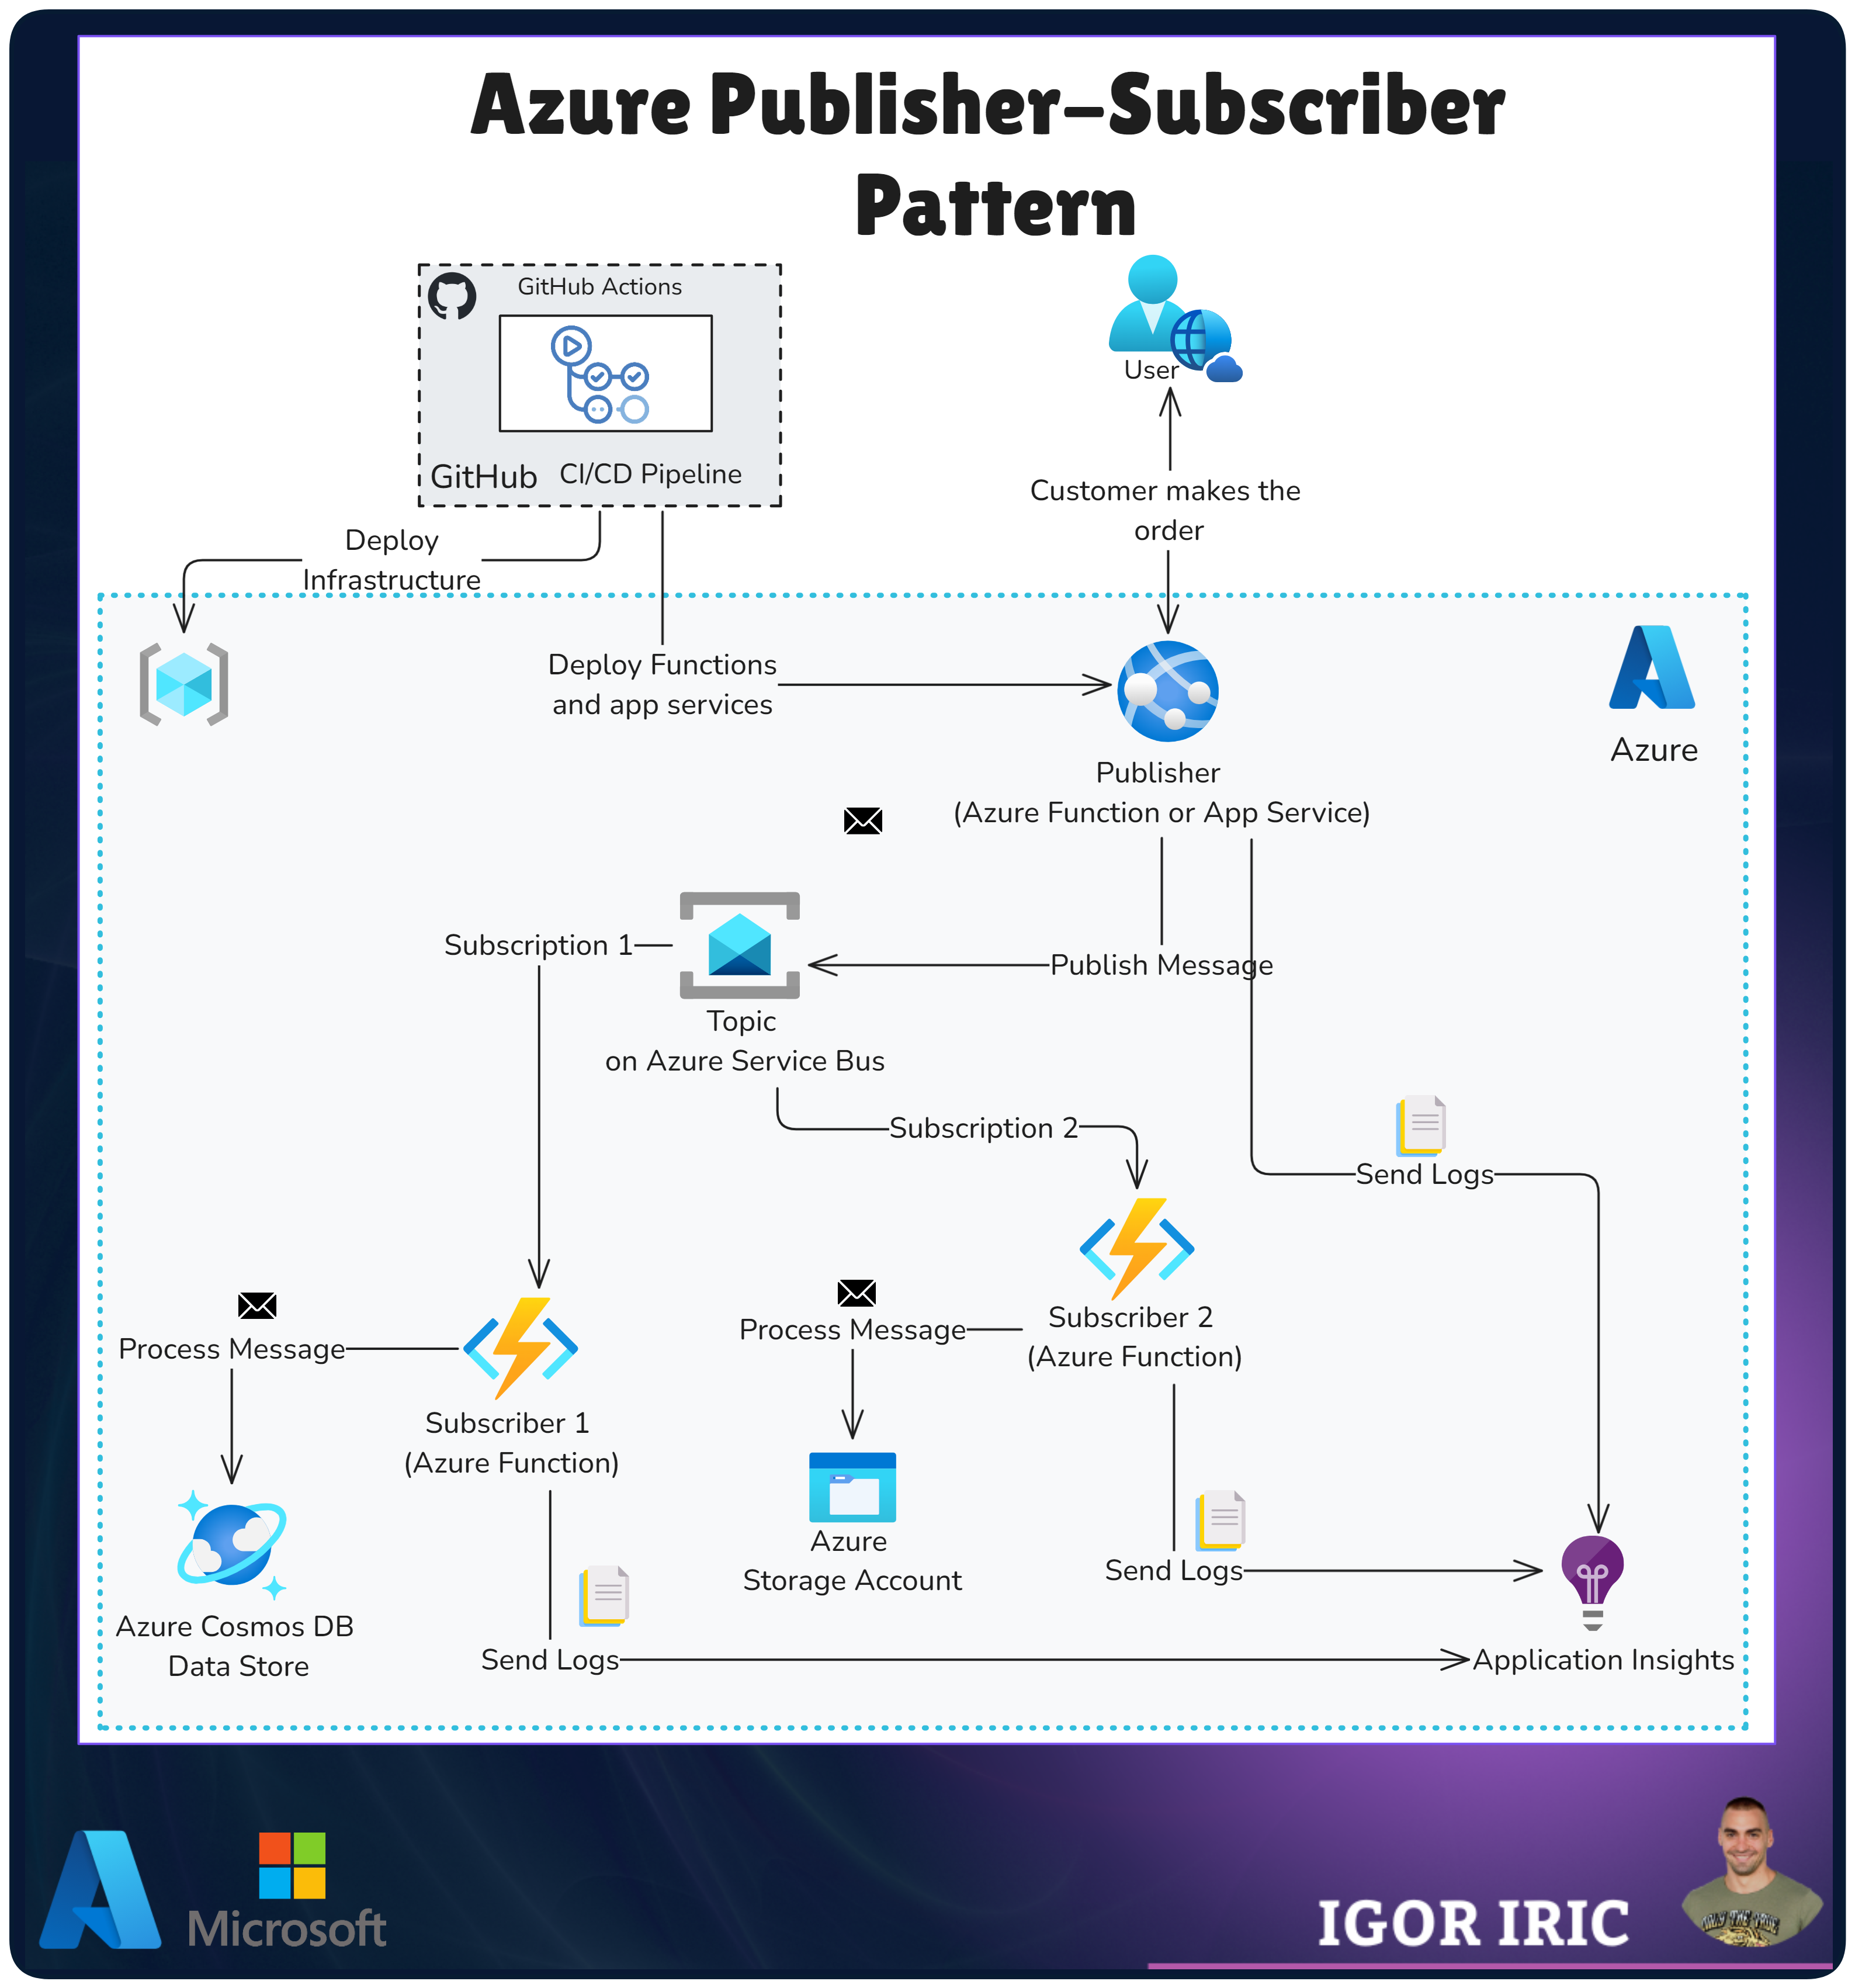 Azure Publisher-Subscriber
Pattern
GitHub Actions
GitHub
CI/CD Pipeline
User
Customer makes the
order
Deploy
Infrastructure
Deploy Functions
and app services
Azure
Publisher
(Azure Function or App Service)
Subscription 1
Publish Message
Topic
on Azure Service Bus
Subscription 2
Send Logs
Process Message
Process Message
Subscriber 2
(Azure Function)
Subscriber 1
(Azure Function)
Azure
Storage Account
Send Logs
Azure Cosmos DB
Data Store
Send Logs
Application Insights
Microsoft
IGOR IRIC